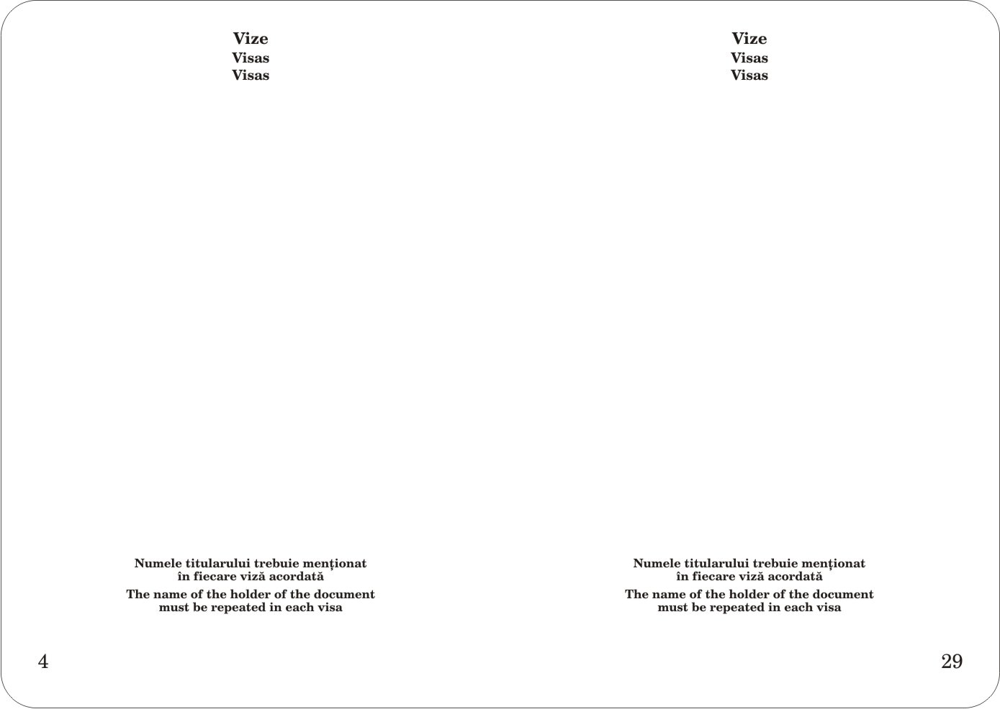 Vize
Visas
Visas
Numele titularului trebuie menționat
în fiecare viză acordată
The name of the holder of the document
must be repeated in each visa
4
Vize
Visas
Visas
Numele titularului trebuie menționat
în fiecare viză acordată
The name of the holder of the document
must be repeated in each visa
29